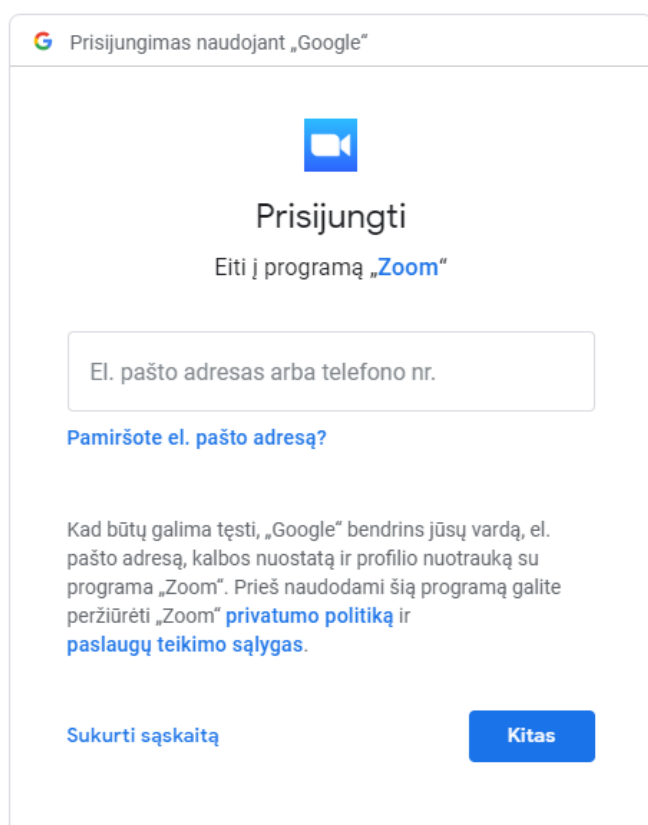 Prisijungimas naudojant „Google“
Prisijungti
Eiti į programą „Zoom“
El. pašto adresas arba telefono nr.
Pamiršote el. pašto adresą?
Kad būtų galima tęsti, „Google“ bendrins jūsų vardą, el.
pašto adresą, kalbos nuostatą ir profilio nuotrauką su
programa „Zoom“. Prieš naudodami šią programą galite
peržiūrėti „Zoom“ privatumo politiką ir
paslaugų teikimo sąlygas.
Sukurti sąskaitą
Kitas